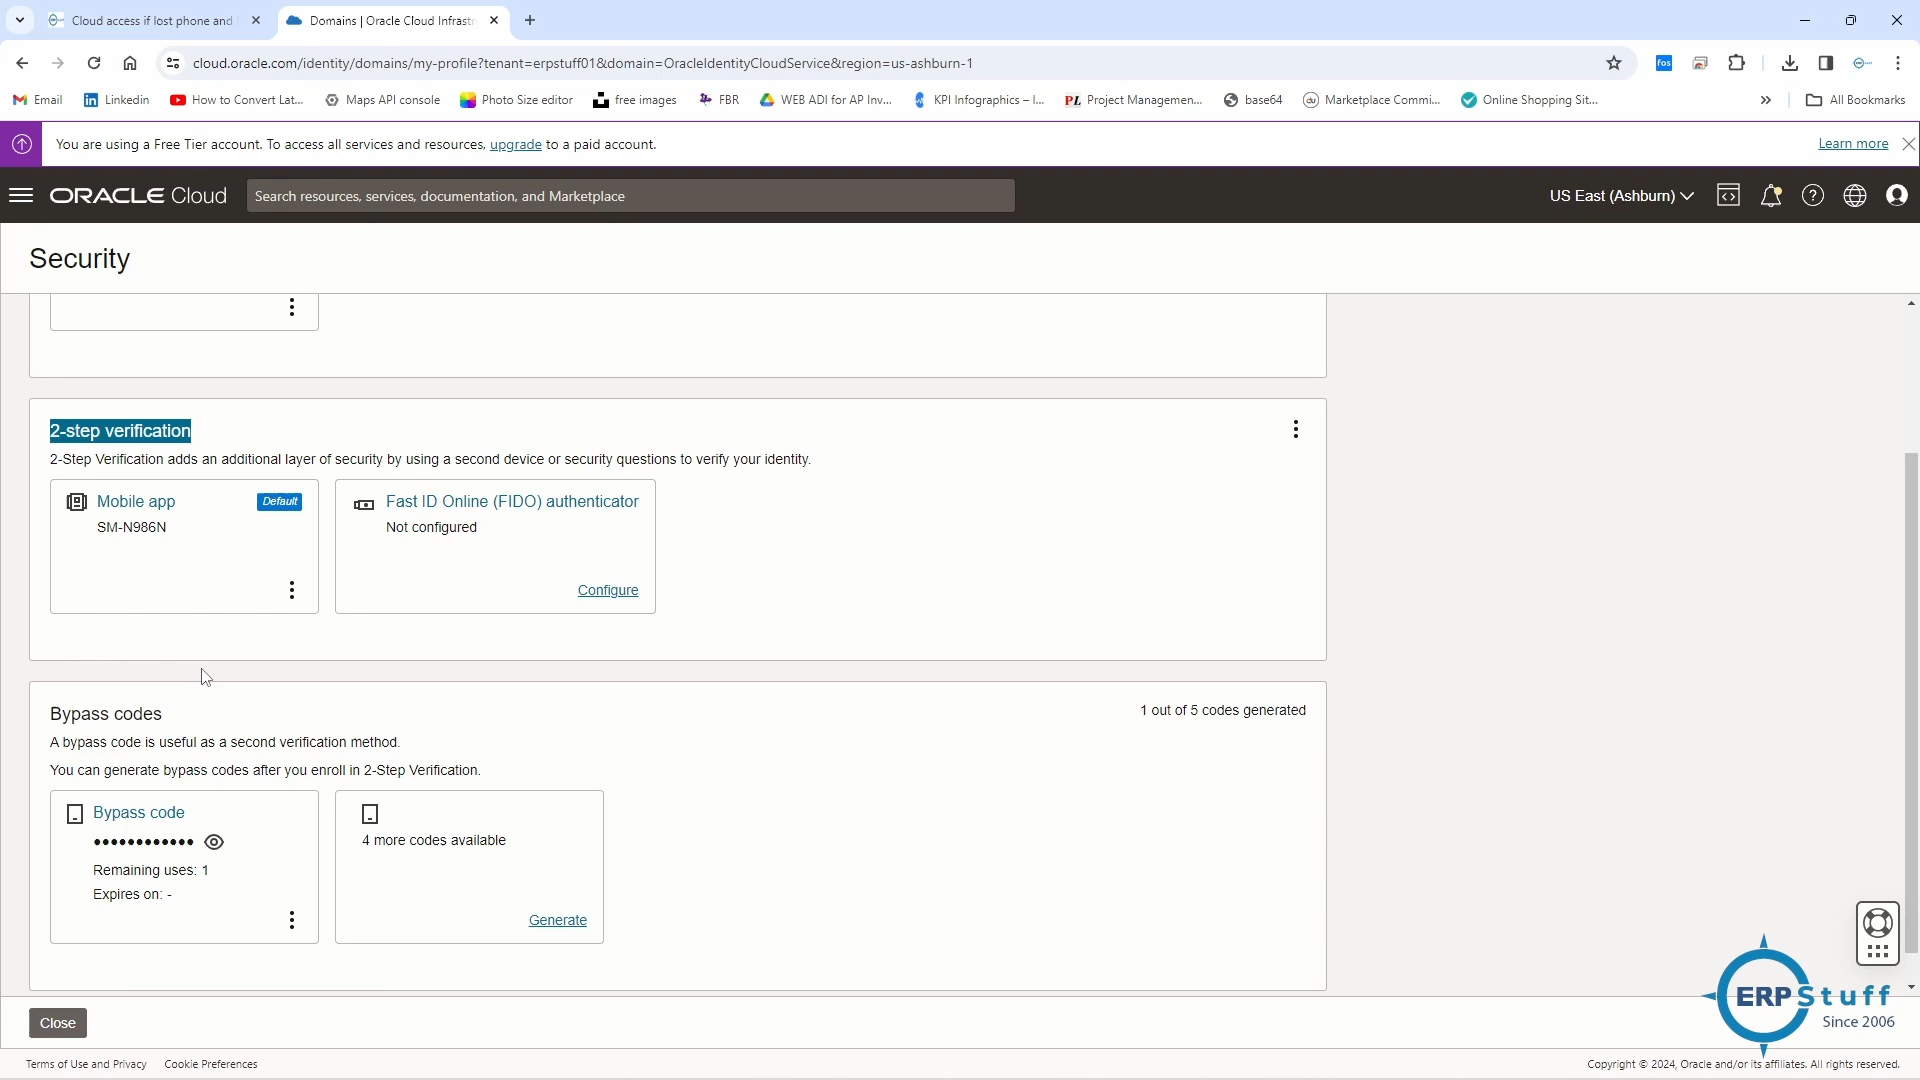 Cloud access if lost phone and
Domains | Oracle Cloud Infrastr
cloud.oracle.com/identity/domains/my-profile?tenant=erpstuff01&domain=OracleIdentityCloudService&region=us-ashburn-1
fos
Email
Linkedin
How to Convert Lat...
Maps API console
Photo Size editor
free images
FBR
WEB ADI for AP Inv...
KPI Infographics – I...
PL Project Managemen...
base64
Marketplace Commi...
Online Shopping Sit...
All Bookmarks
You are using a Free Tier account. To access all services and resources, upgrade to a paid account.
Learn more
ORACLE Cloud
Search resources, services, documentation, and Marketplace
US East (Ashburn)
Security
2-step verification
2-Step Verification adds an additional layer of security by using a second device or security questions to verify your identity.
Mobile app
Default
SM-N986N
Fast ID Online (FIDO) authenticator
Not configured
Configure
Bypass codes
1 out of 5 codes generated
A bypass code is useful as a second verification method.
You can generate bypass codes after you enroll in 2-Step Verification.
Bypass code
••••••••••••
Remaining uses: 1
Expires on: -
4 more codes available
Generate
ERPStuff
Since 2006
Close
Terms of Use and Privacy
Cookie Preferences
Copyright © 2024, Oracle and/or its affiliates. All rights reserved.